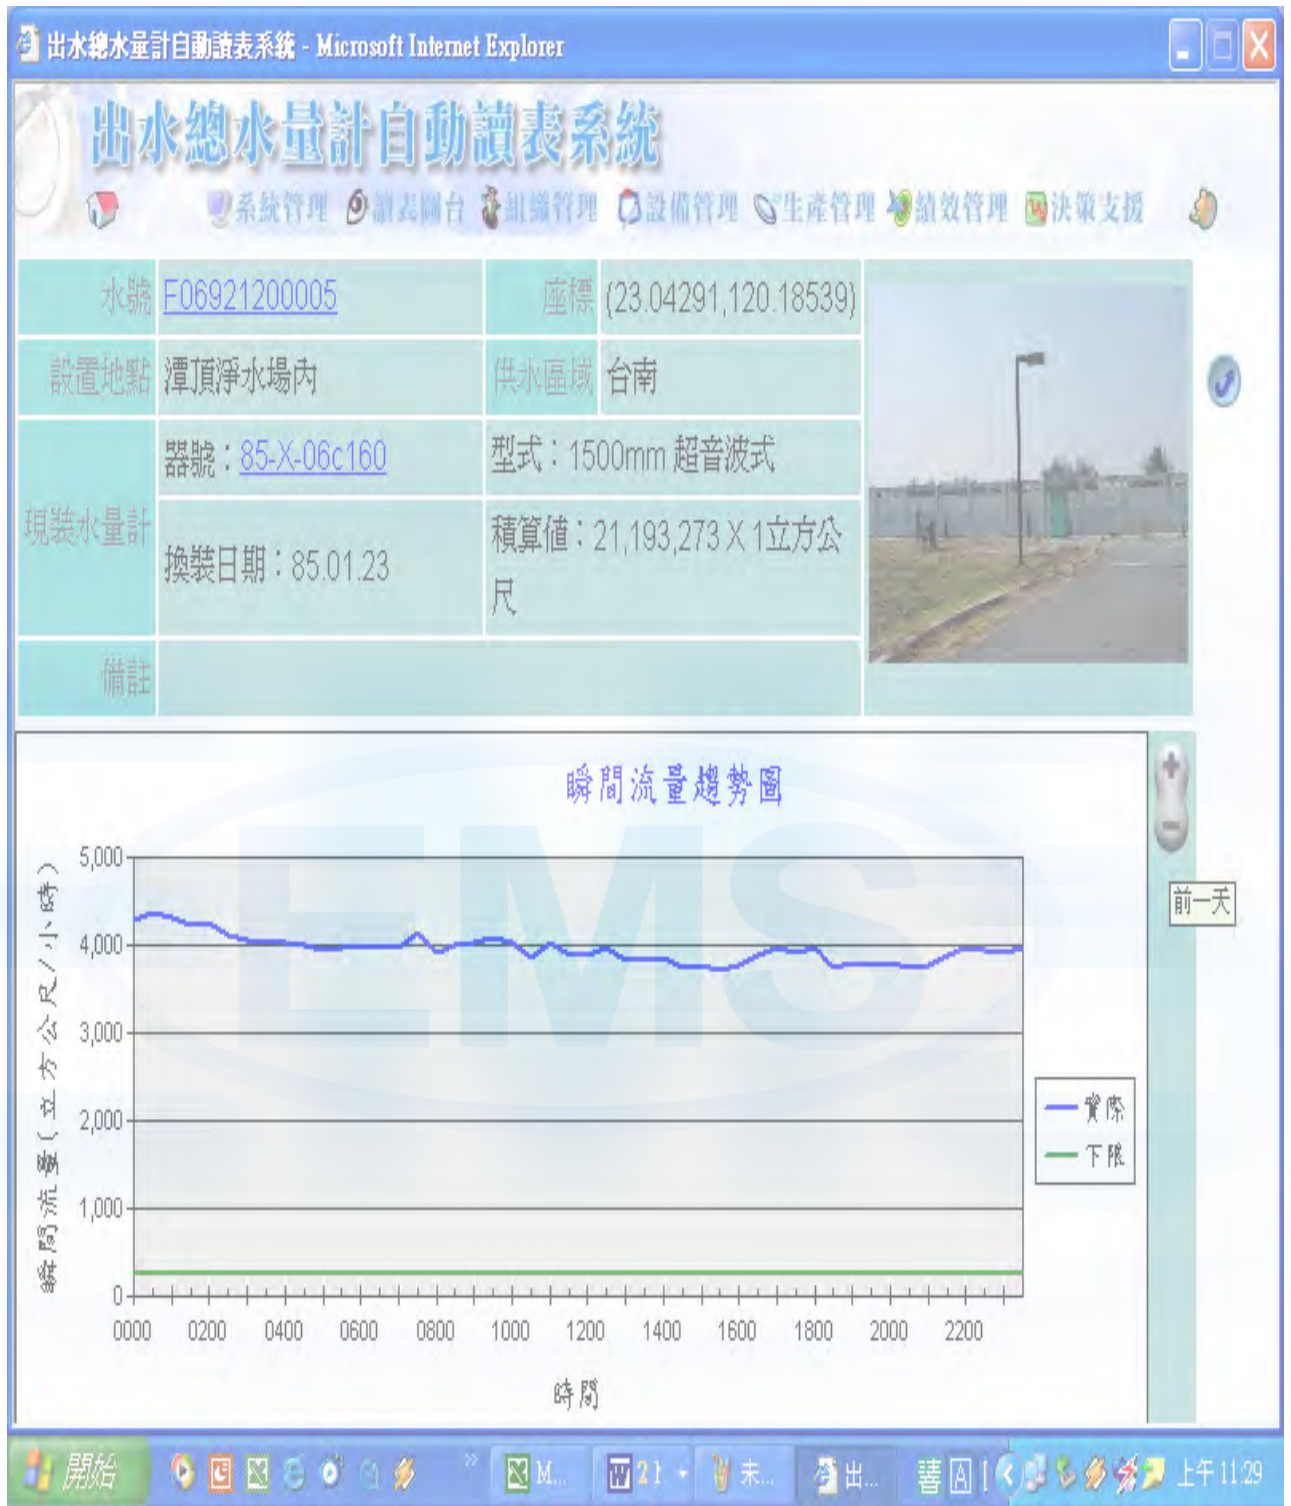 出水總水量計自動讀表系統 - Microsoft Internet Explorer
出水總水量計自動讀表系統
系統管理 讀表圖台 組織管理 設備管理 生產管理 績效管理 決策支援
水號 F06921200005 座標 (23.04291,120.18539)
設置地點 潭頂淨水場內 供水區域 台南
現裝水量計 器號：85-X-06c160 型式：1500mm 超音波式
換裝日期：85.01.23 積算值：21,193,273 X 1立方公
尺
備註
瞬間流量趨勢圖
前一天
瞬間流量(立方公尺/小時)
5,000
4,000
3,000
2,000
1,000
0
EMS
實際
下限
0000 0200 0400 0600 0800 1000 1200 1400 1600 1800 2000 2200
時間
開始 M... 未... 出... A 上午 11:29